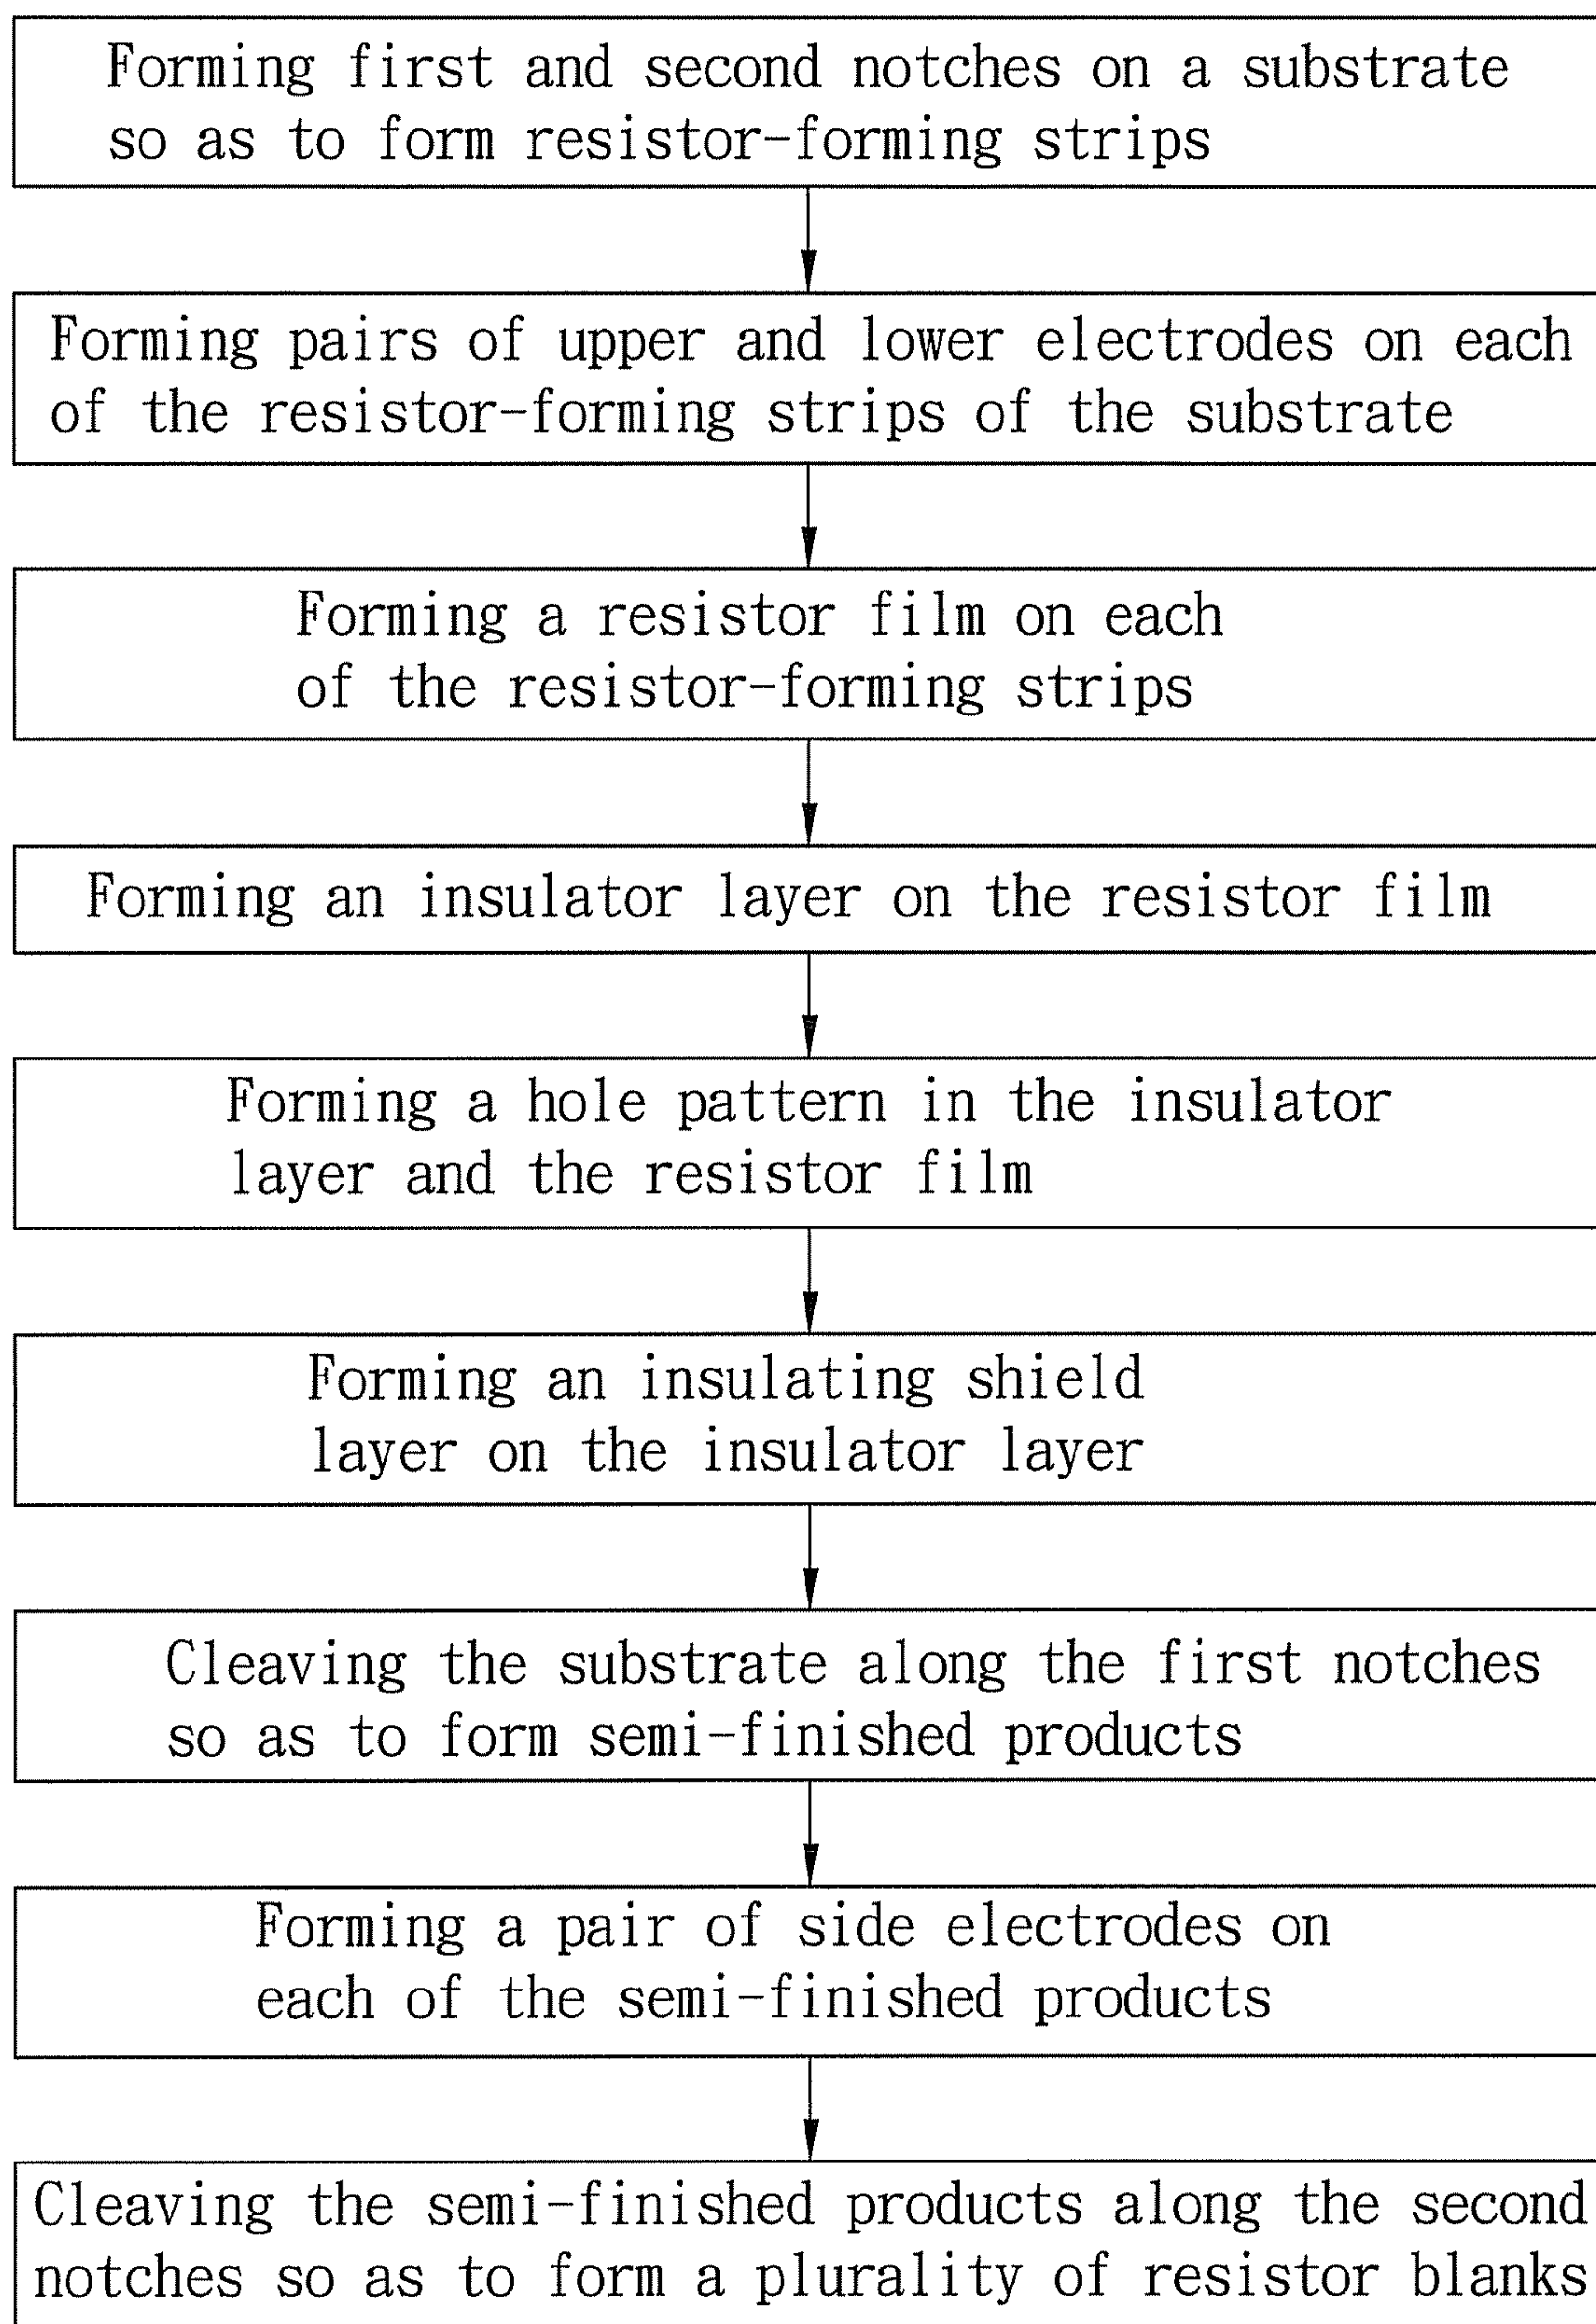 Forming first and second notches on a substrate
so as to form resistor-forming strips
Forming pairs of upper and lower electrodes on each
of the resistor-forming strips of the substrate
Forming a resistor film on each
of the resistor-forming strips
Forming an insulator layer on the resistor film
Forming a hole pattern in the insulator
layer and the resistor film
Forming an insulating shield
layer on the insulator layer
Cleaving the substrate along the first notches
so as to form semi-finished products
Forming a pair of side electrodes on
each of the semi-finished products
Cleaving the semi-finished products along the second
notches so as to form a plurality of resistor blanks